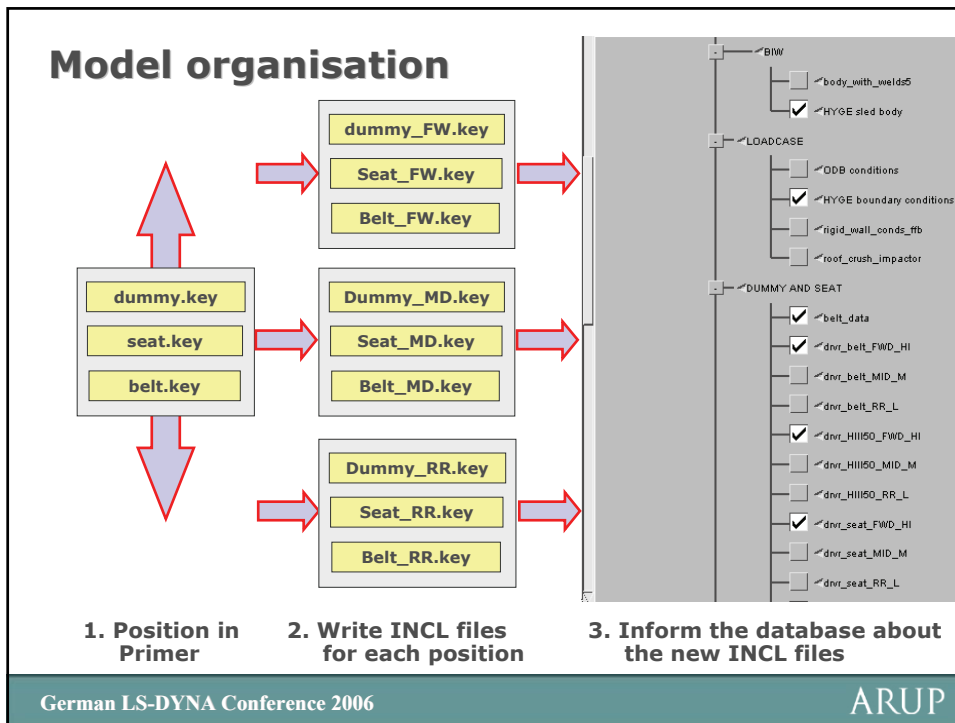 Model organisation
dummy.key
seat.key
belt.key
dummy_FW.key
Seat_FW.key
Belt_FW.key
Dummy_MD.key
Seat_MD.key
Belt_MD.key
Dummy_RR.key
Seat_RR.key
Belt_RR.key
BIW
body_with_welds5
HYGE sled body
LOADCASE
ODB conditions
HYGE boundary conditions
rigid_wall_conds_ffb
roof_crush_impactor
DUMMY AND SEAT
belt_data
drvr_belt_FWD_HI
drvr_belt_MID_M
drvr_belt_RR_L
drvr_HIII50_FWD_HI
drvr_HIII50_MID_M
drvr_HIII50_RR_L
drvr_seat_FWD_HI
drvr_seat_MID_M
drvr_seat_RR_L
1. Position in
Primer
2. Write INCL files
for each position
3. Inform the database about
the new INCL files
German LS-DYNA Conference 2006
ARUP